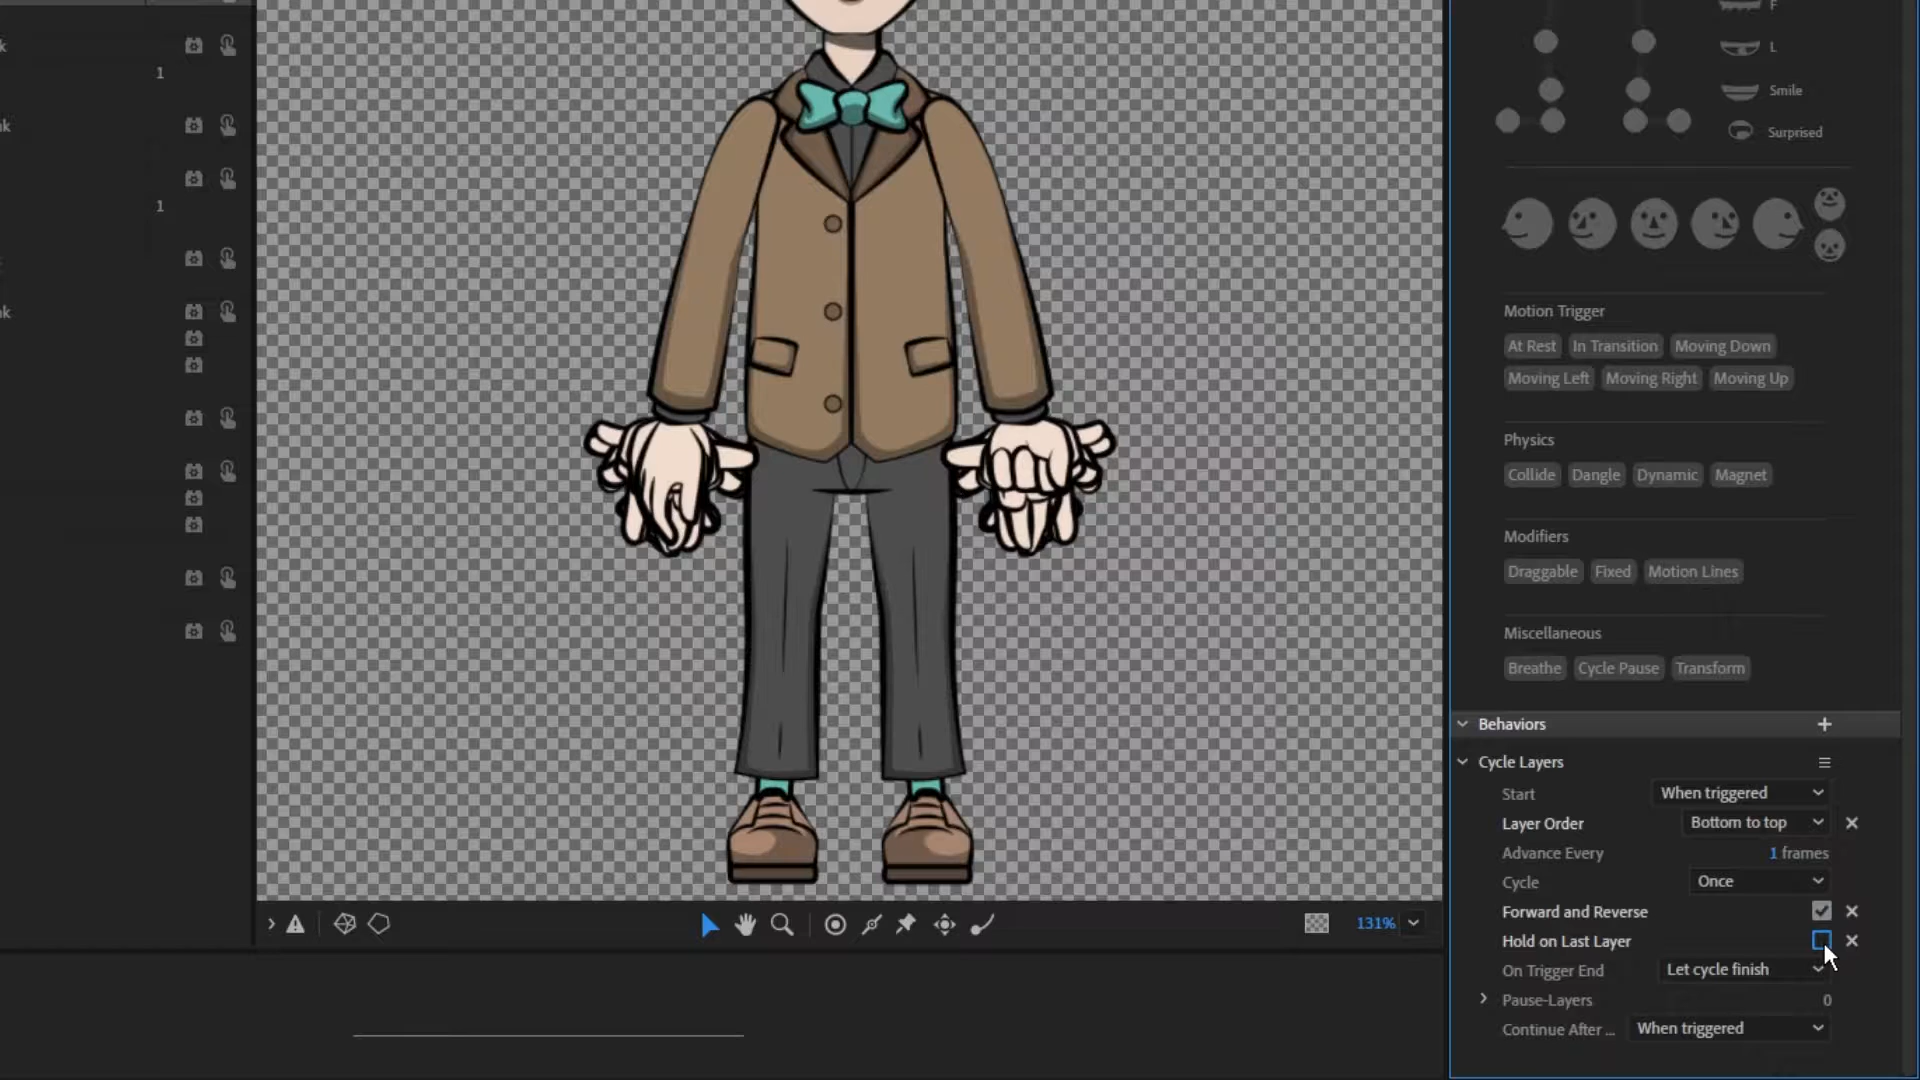 k
1
nk
1
nk
F
L
Smile
Surprised
Motion Trigger
At Rest In Transition Moving Down
Moving Left Moving Right Moving Up
Physics
Collide Dangle Dynamic Magnet
Modifiers
Draggable Fixed Motion Lines
Miscellaneous
Breathe Cycle Pause Transform
Behaviors +
Cycle Layers
Start When triggered
Layer Order Bottom to top
Advance Every 1 frames
Cycle Once
Forward and Reverse
Hold on Last Layer
On Trigger End Let cycle finish
Pause-Layers 0
Continue After ... When triggered
131%